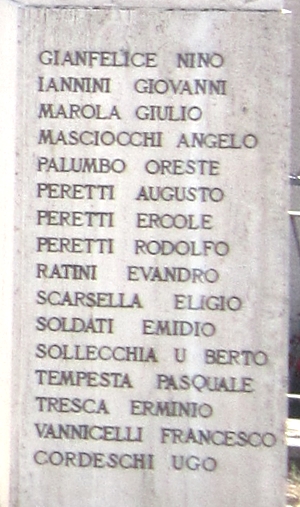 GIANFELICE NINO
IANNINI GIOVANNI
MAROLA GIULIO
MASCIOCCHI ANGELO
PALUMBO ORESTE
PERETTI AUGUSTO
PERETTI ERCOLE
PERETTI RODOLFO
RATINI EVANDRO
SCARSELLA ELIGIO
SOLDATI EMIDIO
SOLLECCHIA U BERTO
TEMPESTA PASQUALE
TRESCA ERMINIO
VANNICELLI FRANCESCO
CORDESCHI UGO